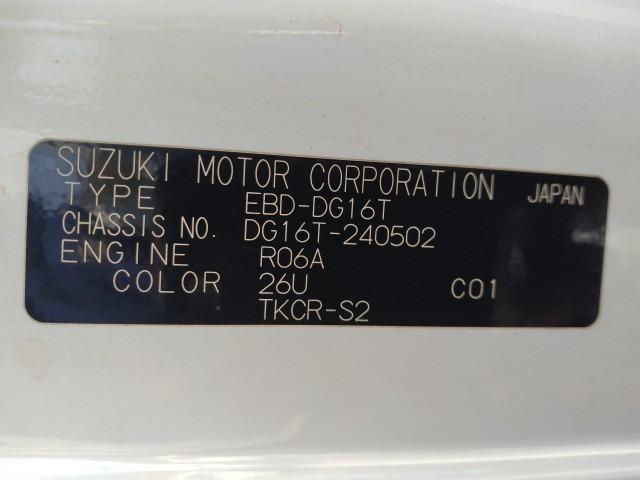 SUZUKI MOTOR CORPORATION JAPAN
TYPE EBD-DG16T
CHASSIS NO. DG16T-240502
ENGINE R06A
COLOR 26U C01
TKCR-S2